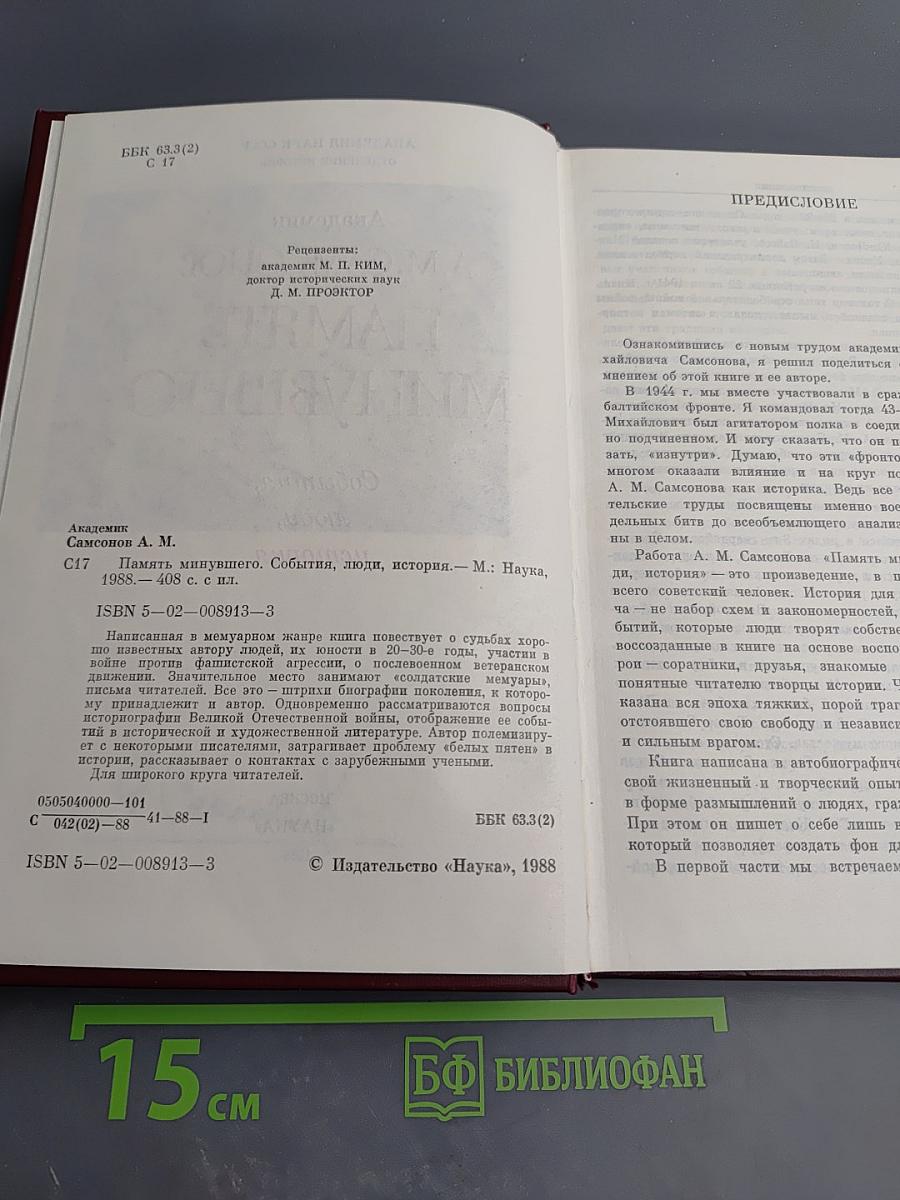 ББК 63.3(2)
С 17
Рецензенты:
академик М. П. КИМ,
доктор исторических наук
Д. М. ПРОЭКТОР
Академик
Самсонов А. М.
С17 Память минувшего. События, люди, история.— М.: Наука,
1988.— 408 с. с ил.
ISBN 5—02—008913—3
Написанная в мемуарном жанре книга повествует о судьбах хоро-
шо известных автору людей, их юности в 20—30-е годы, участии в
войне против фашистской агрессии, о послевоенном ветеранском
движении. Значительное место занимают «солдатские мемуары»,
письма читателей. Все это — штрихи биографии поколения, к которо-
му принадлежит и автор. Одновременно рассматриваются вопросы
историографии Великой Отечественной войны, отображение ее собы-
тий в исторической и художественной литературе. Автор полемизиру-
ет с некоторыми писателями, затрагивает проблему «белых пятен» в
истории, рассказывает о контактах с зарубежными учеными.
Для широкого круга читателей.
0505040000—101
С 042(02)—88 41—88—I
ББК 63.3(2)
ISBN 5—02—008913—3
© Издательство «Наука», 1988
ПРЕДИСЛОВИЕ
Ознакомившись с новым трудом академи
хайловича Самсонова, я решил поделиться
мнением об этой книге и ее авторе.
В 1944 г. мы вместе участвовали в сра
балтийском фронте. Я командовал тогда 43-
Михайлович был агитатором полка в соеди
но подчиненном. И могу сказать, что он п
зать, «изнутри». Думаю, что эти «фронто
многом оказали влияние и на круг по
А. М. Самсонова как историка. Ведь все
тельские труды посвящены именно вое
дельных битв до всеобъемлющего анализ
ны в целом.
Работа А. М. Самсонова «Память м
ди, история» — это произведение, в п
всего советский человек. История для
ча — не набор схем и закономерностей,
бытий, которые люди творят собстве
воссозданные в книге на основе воспо
рои — соратники, друзья, знакомые
понятные читателю творцы истории. Ч
казана вся эпоха тяжких, порой траг
отстоявшего свою свободу и независи
и сильным врагом.
Книга написана в автобиографиче
свой жизненный и творческий опыт
в форме размышлений о людях, гра
При этом он пишет о себе лишь в
который позволяет создать фон дл
В первой части мы встречаем
15 см
БФ БИБЛИОФАН